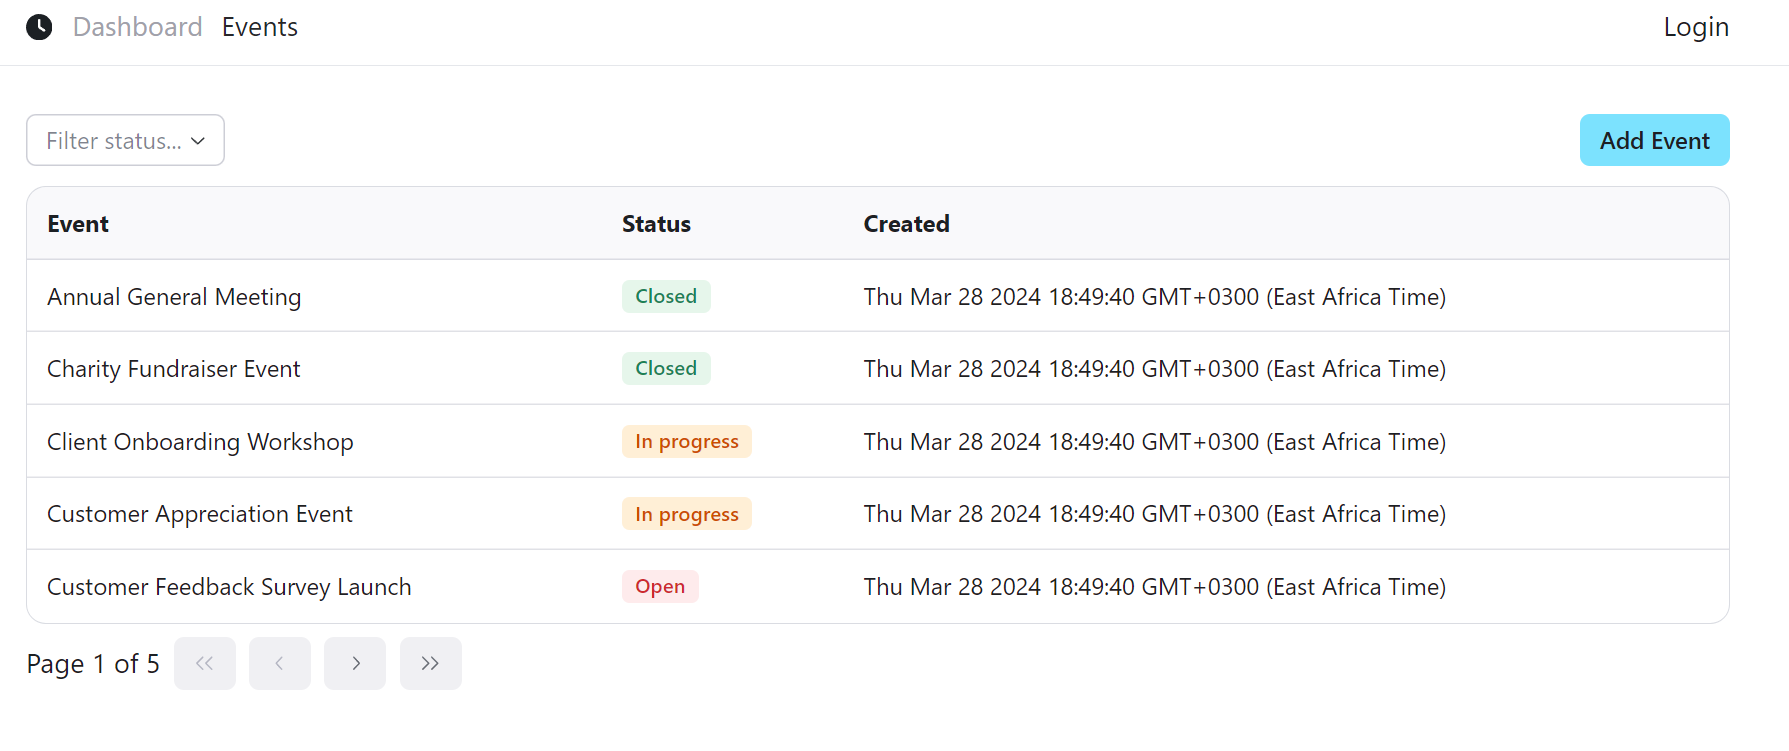 Dashboard Events Login
Filter status... Add Event
Event Status Created
Annual General Meeting Closed Thu Mar 28 2024 18:49:40 GMT+0300 (East Africa Time)
Charity Fundraiser Event Closed Thu Mar 28 2024 18:49:40 GMT+0300 (East Africa Time)
Client Onboarding Workshop In progress Thu Mar 28 2024 18:49:40 GMT+0300 (East Africa Time)
Customer Appreciation Event In progress Thu Mar 28 2024 18:49:40 GMT+0300 (East Africa Time)
Customer Feedback Survey Launch Open Thu Mar 28 2024 18:49:40 GMT+0300 (East Africa Time)
Page 1 of 5